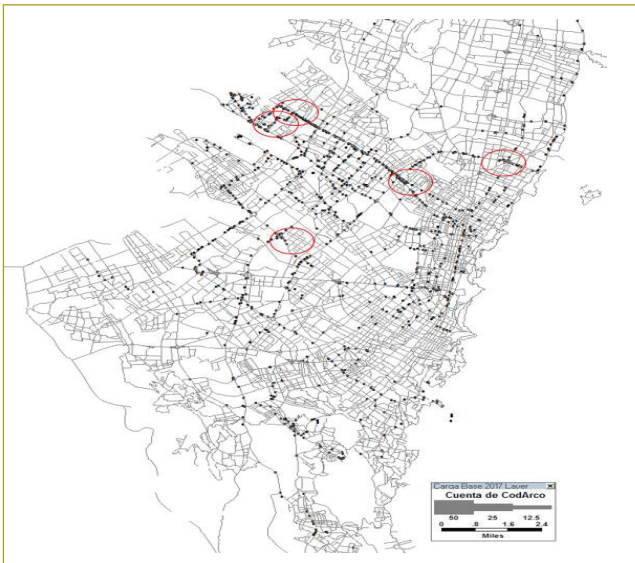 Carga Base 2017 Layer
Cuenta de CodArco
50 25 12.5
0 .8 1.6 2.4
Miles